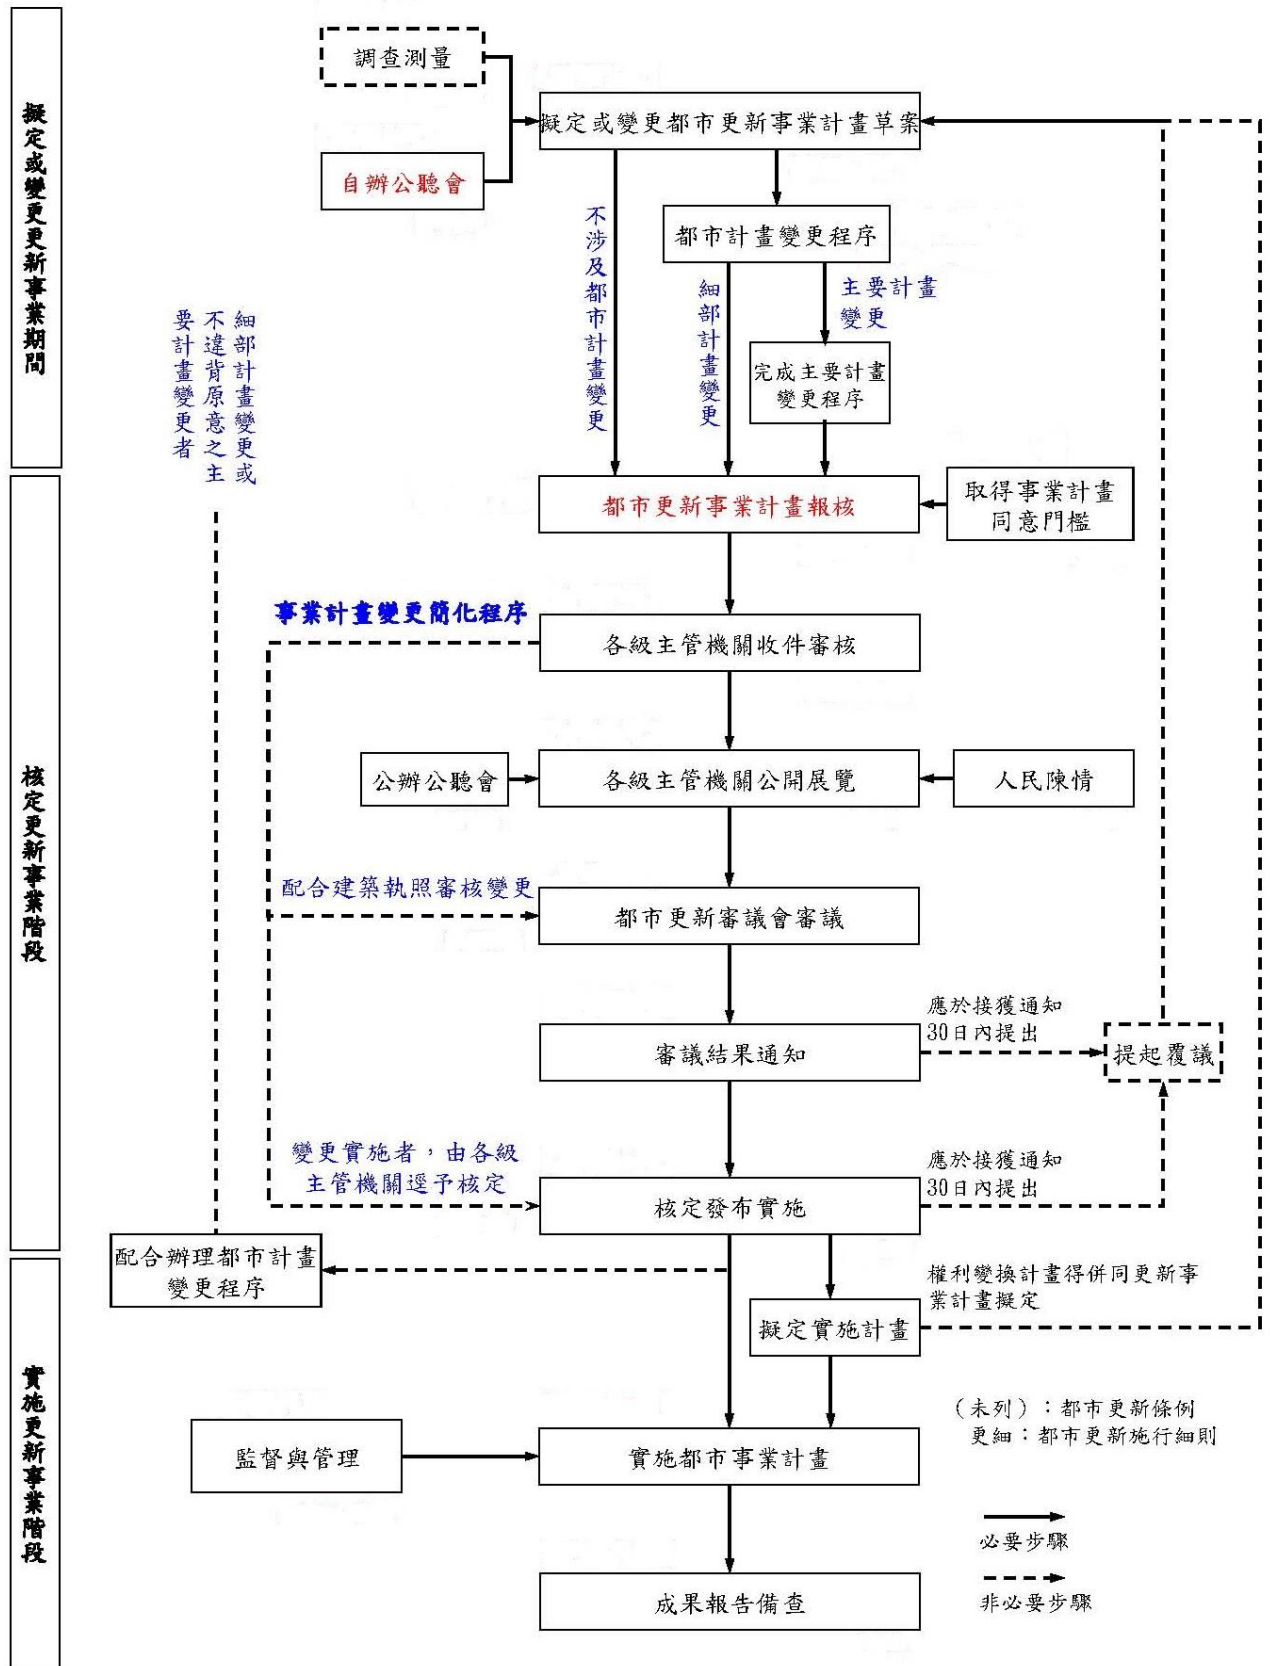 擬定或變更更新事業期間
調查測量
擬定或變更都市更新事業計畫草案
自辦公聽會
都市計畫變更程序
不涉及都市計畫變更
細部計畫變更
主要計畫
變更
完成主要計畫
變更程序
細部計畫變更或
不違背原意之主
要計畫變更者
核定更新事業階段
都市更新事業計畫報核
取得事業計畫
同意門檻
事業計畫變更簡化程序
各級主管機關收件審核
公辦公聽會
各級主管機關公開展覽
人民陳情
配合建築執照審核變更
都市更新審議會審議
審議結果通知
應於接獲通知
30日內提出
提起覆議
變更實施者，由各級
主管機關逕予核定
核定發布實施
應於接獲通知
30日內提出
實施更新事業階段
配合辦理都市計畫
變更程序
權利變換計畫得併同更新事
業計畫擬定
擬定實施計畫
監督與管理
實施都市事業計畫
（未列）：都市更新條例
更細：都市更新施行細則
必要步驟
非必要步驟
成果報告備查